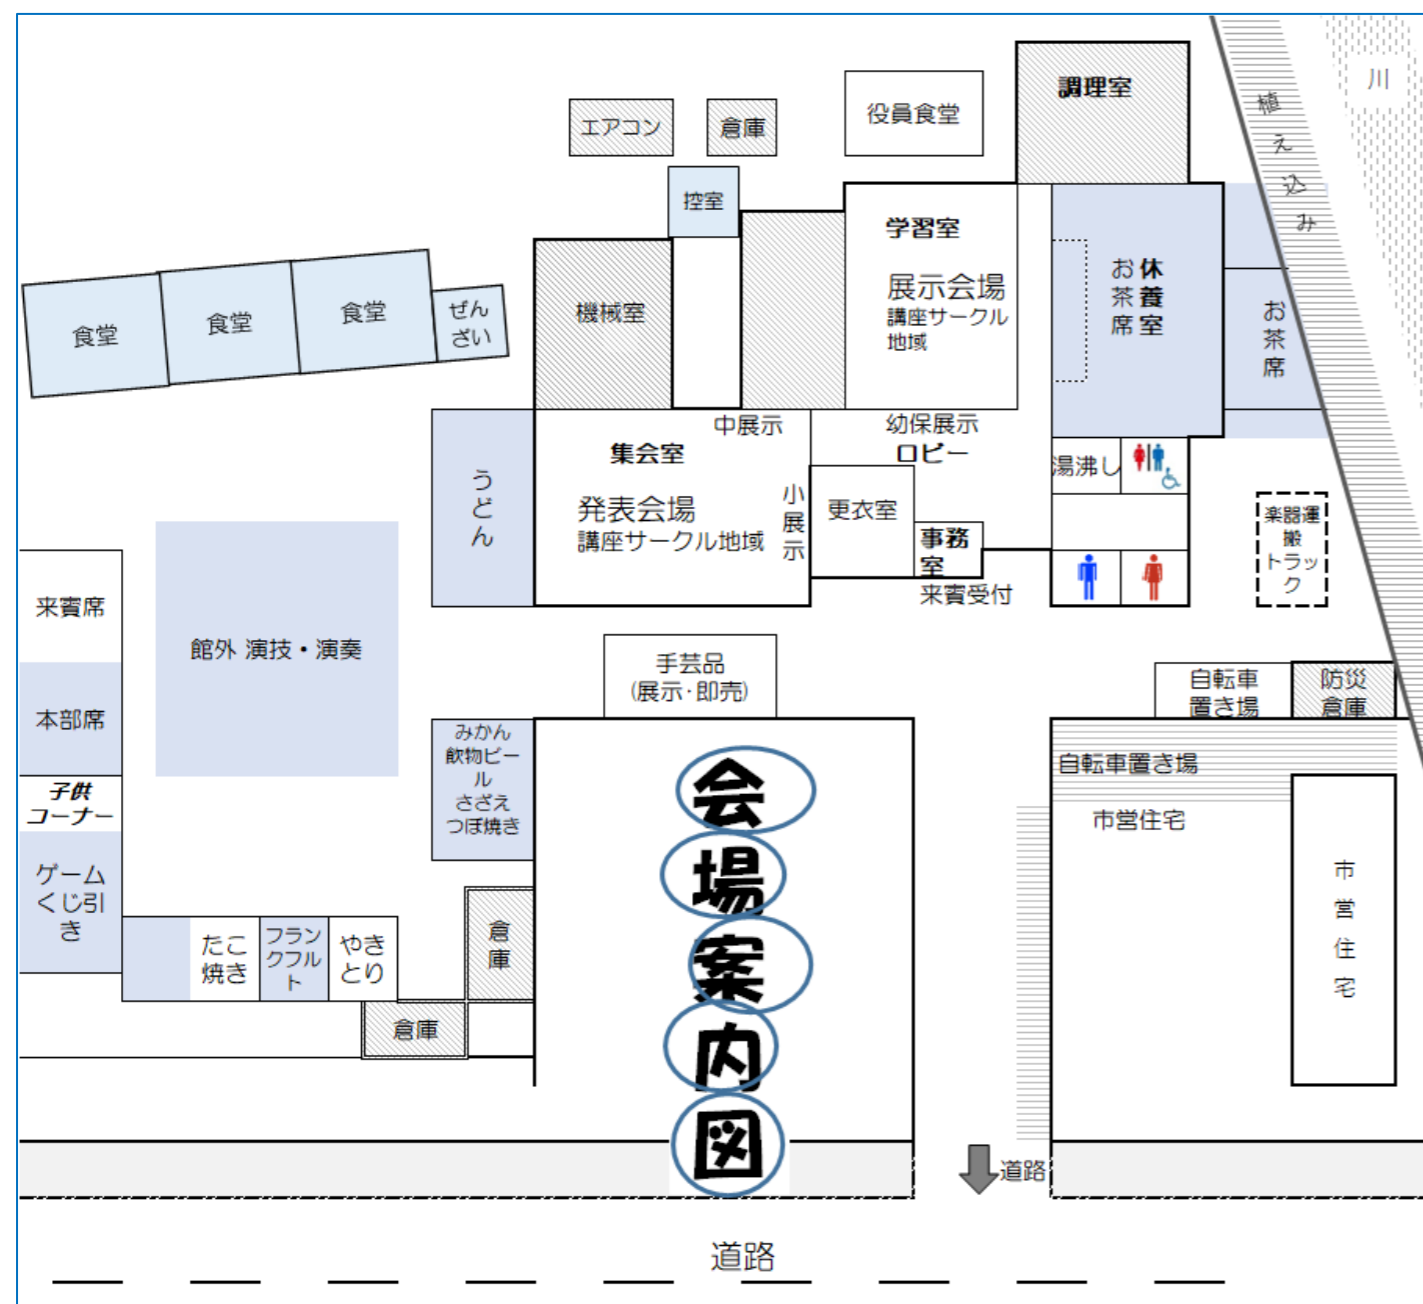 川
調理室
植え込み
役員食堂
エアコン
倉庫
控室
学習室
展示会場
講座サークル
地域
休養室
お茶席
お茶席
機械室
ぜん
ざい
食堂
食堂
食堂
中展示
幼保展示
ロビー
集会室
発表会場
講座サークル地域
小展示
更衣室
事務
室
来賓受付
湯沸し
うどん
楽器運
搬
トラッ
ク
来賓席
本部席
子供
コーナー
ゲーム
くじ引
き
館外 演技・演奏
手芸品
(展示・即売)
自転車
置き場
防災
倉庫
自転車置き場
市営住宅
市営住宅
みかん
飲物ビー
ル
さざえ
つぼ焼き
会場案内図
倉庫
たこ
焼き
フラン
クフル
ト
やき
とり
倉庫
道路
道路